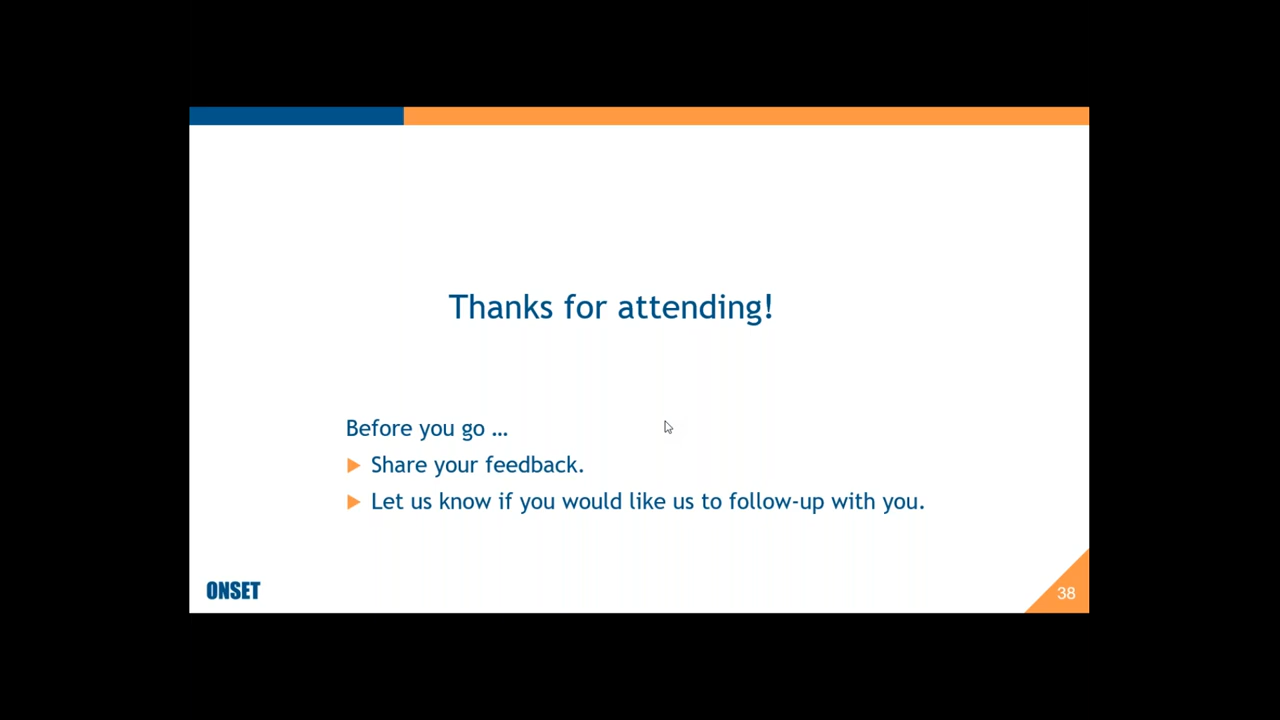 Thanks for attending!
Before you go ...
Share your feedback.
Let us know if you would like us to follow-up with you.
ONSET
38